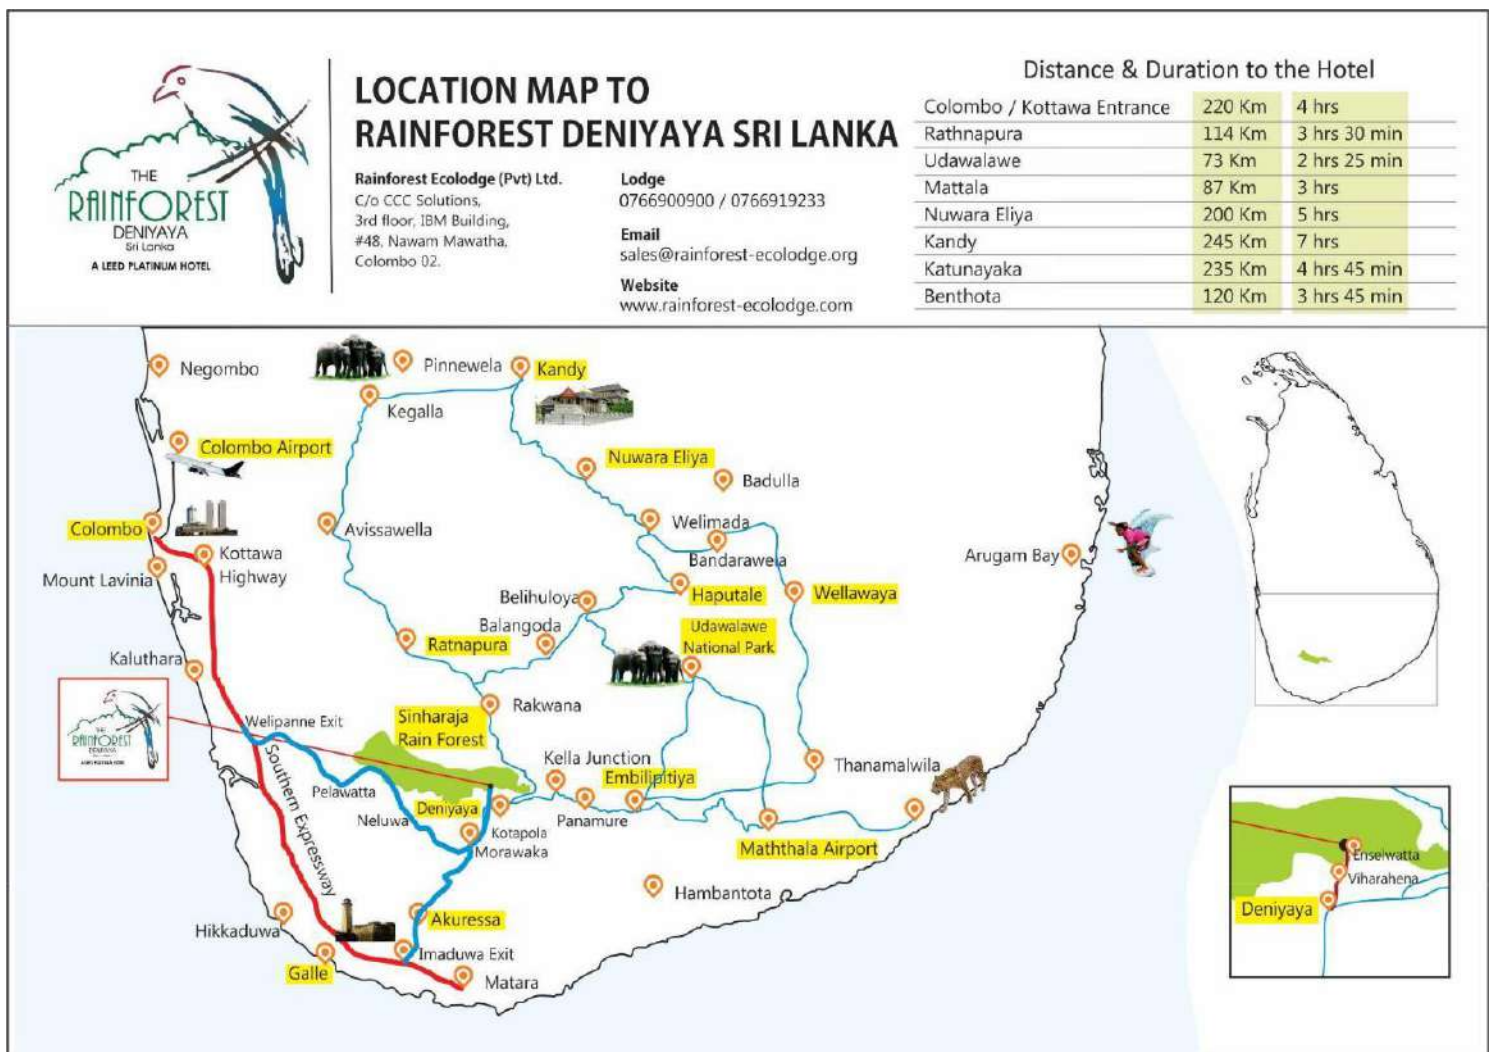 THE
RAINFOREST
DENIYAYA
Sri Lanka
A LEED PLATINUM HOTEL
LOCATION MAP TO
RAINFOREST DENIYAYA SRI LANKA
Rainforest Ecolodge (Pvt) Ltd.
C/o CCC Solutions,
3rd floor, IBM Building,
#48, Nawam Mawatha,
Colombo 02.
Lodge
0766900900 / 0766919233
Email
sales@rainforest-ecolodge.org
Website
www.rainforest-ecolodge.com
Distance & Duration to the Hotel
Colombo / Kottawa Entrance 220 Km 4 hrs
Rathnapura 114 Km 3 hrs 30 min
Udawalawe 73 Km 2 hrs 25 min
Mattala 87 Km 3 hrs
Nuwara Eliya 200 Km 5 hrs
Kandy 245 Km 7 hrs
Katunayaka 235 Km 4 hrs 45 min
Benthota 120 Km 3 hrs 45 min
Negombo
Pinnewela
Kandy
Kegalla
Colombo Airport
Nuwara Eliya
Badulla
Colombo
Avissawella
Welimada
Kottawa
Highway
Bandarawela
Arugam Bay
Mount Lavinia
Belihuloya
Haputale
Wellawaya
Balangoda
Ratnapura
Udawalawe
National Park
Kaluthara
Rakwana
Sinharaja
Rain Forest
THE
RAINFOREST
DENIYAYA
Welipanne Exit
Southern Expressway
Kella Junction
Embilipitiya
Thanamalwila
Pelawatta
Deniyaya
Neluwa
Kotapola
Panamure
Morawaka
Maththala Airport
Hambantota
Akuressa
Hikkaduwa
Imaduwa Exit
Galle
Matara
Enselwatta
Viharahena
Deniyaya